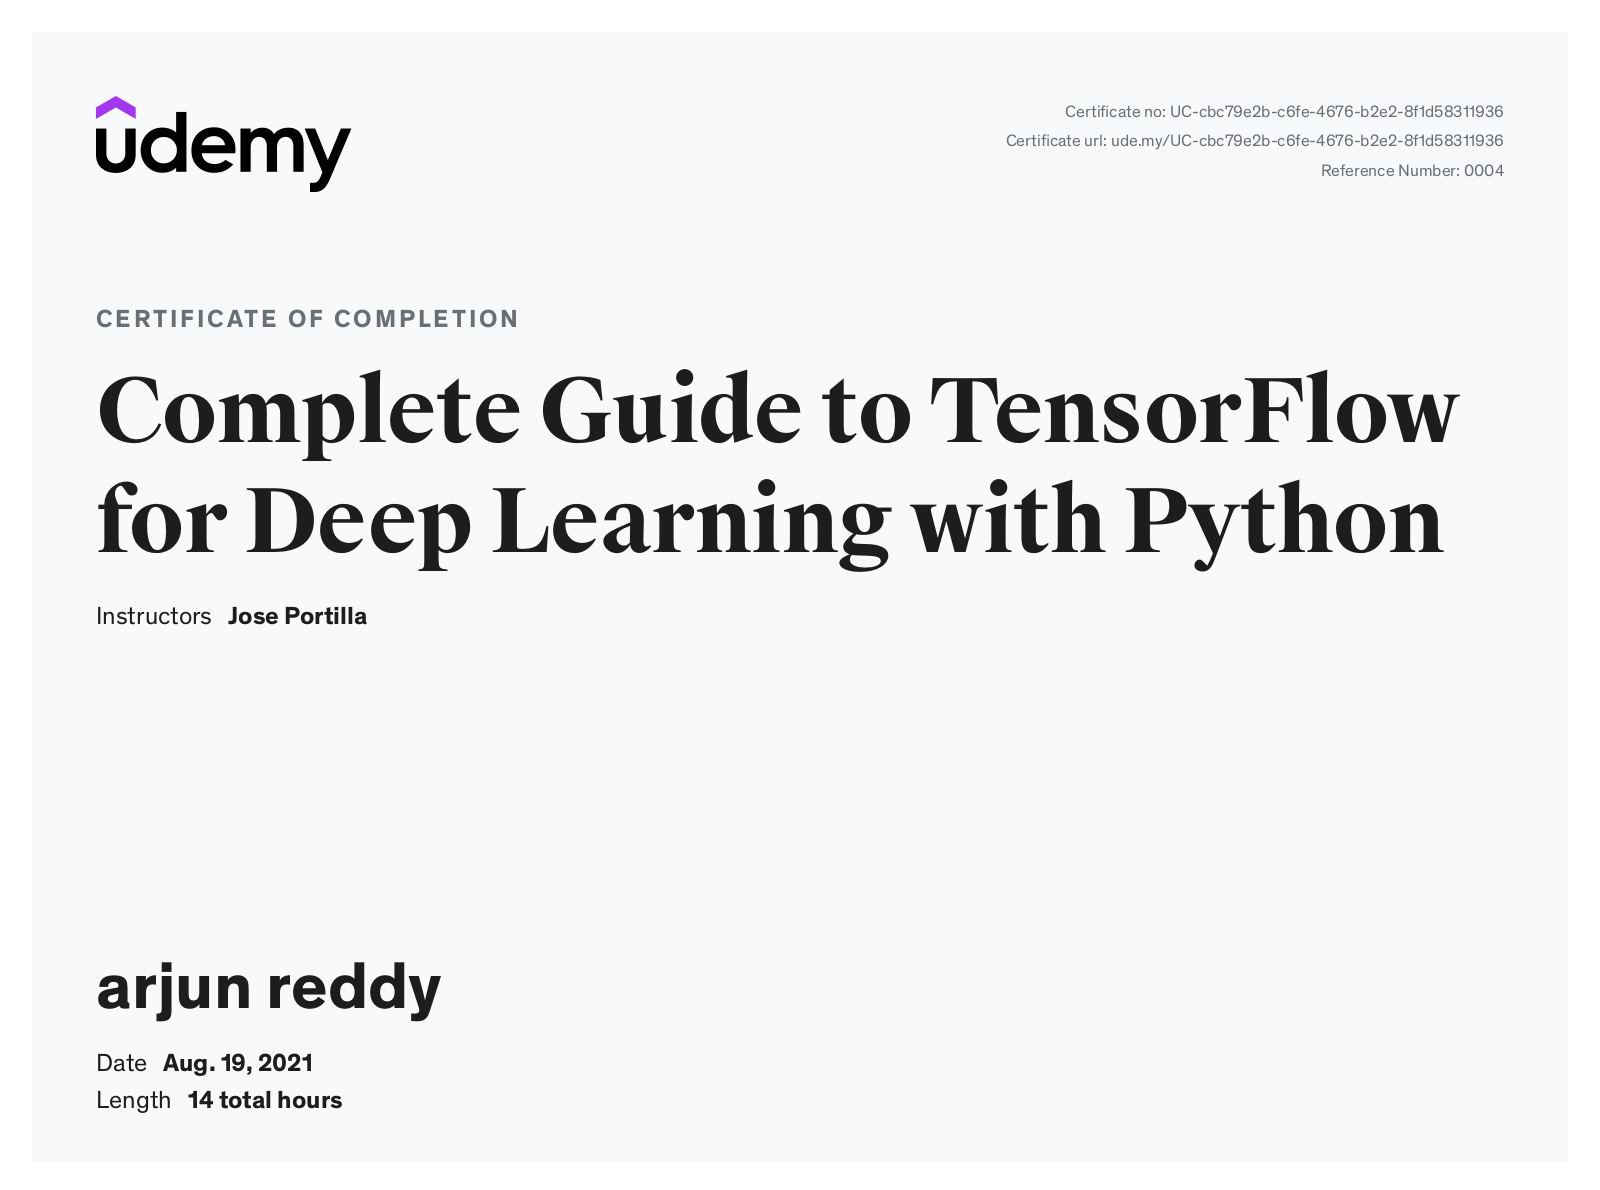 udemy
Certificate no: UC-cbc79e2b-c6fe-4676-b2e2-8f1d58311936
Certificate url: ude.my/UC-cbc79e2b-c6fe-4676-b2e2-8f1d58311936
Reference Number: 0004
CERTIFICATE OF COMPLETION
Complete Guide to TensorFlow
for Deep Learning with Python
Instructors Jose Portilla
arjun reddy
Date Aug. 19, 2021
Length 14 total hours